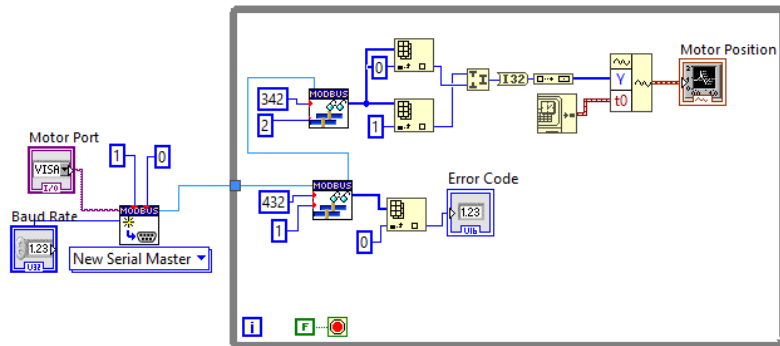 Motor Position
MODBUS
0
I32
342
2
1
Y
t0
Motor Port
1
0
VISA
I/O
MODBUS
Error Code
MODBUS
432
1
1.23
U16
0
Baud Rate
1.23
U32
New Serial Master
i
F